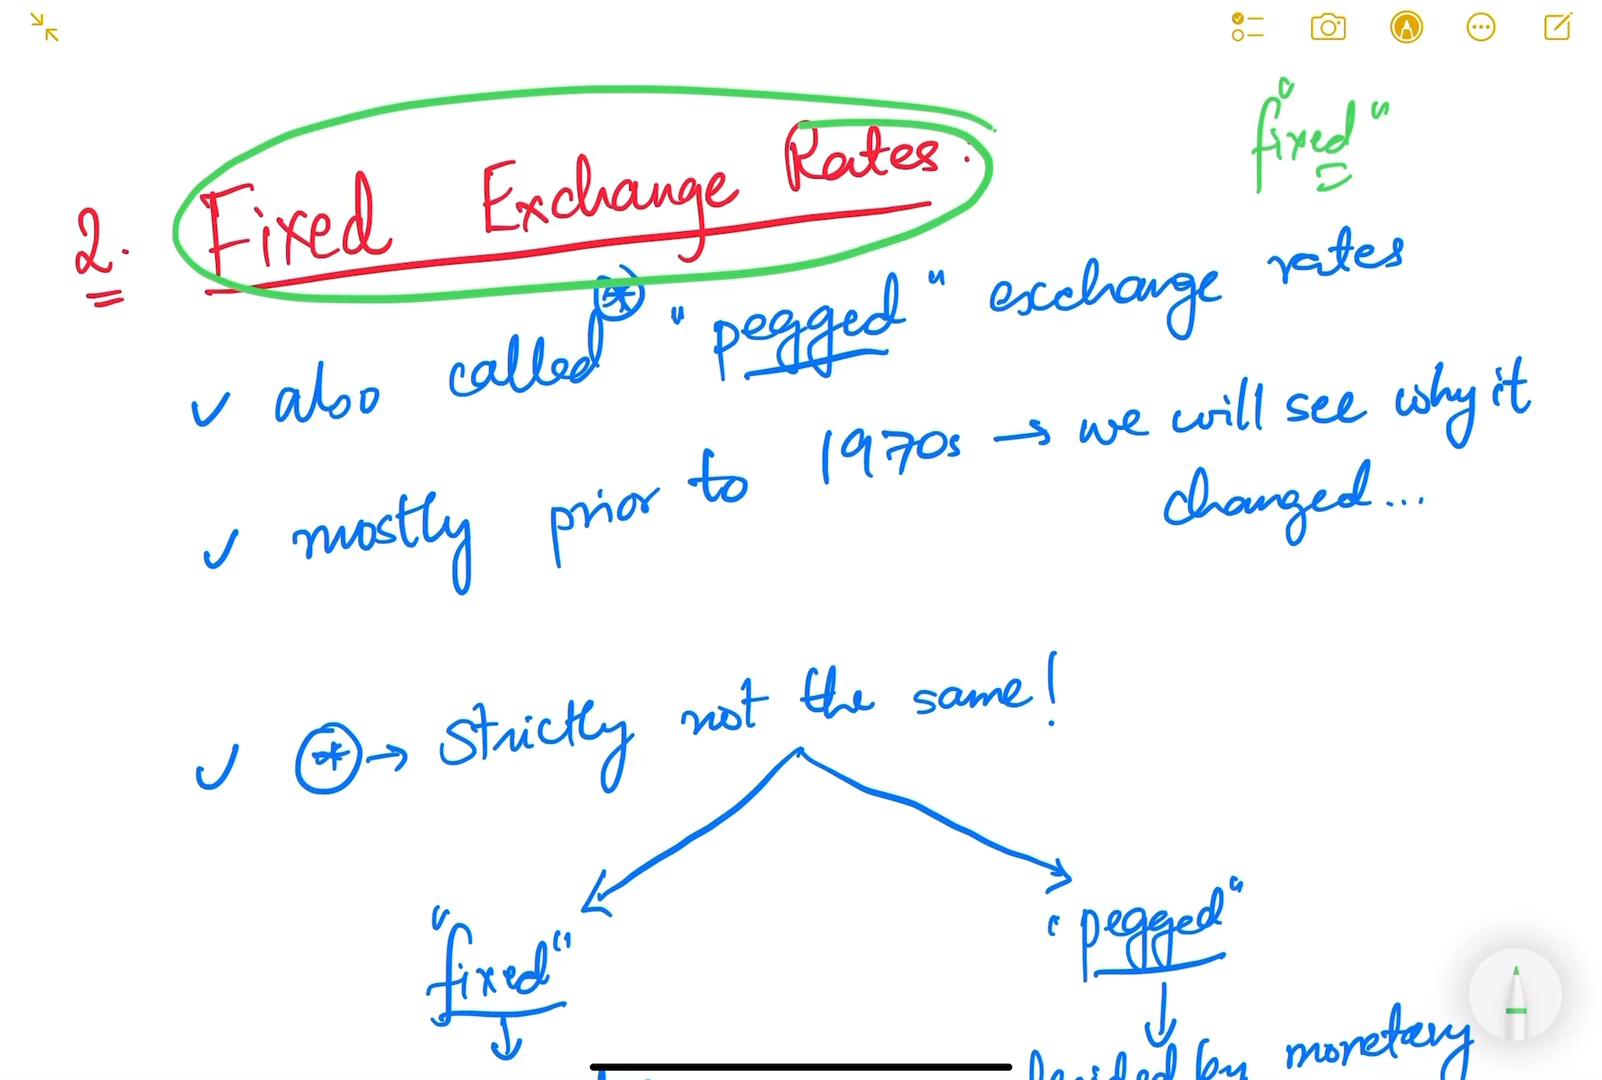 "fixed"
2. Fixed Exchange Rates.
✓ also called * "pegged" exchange rates
✓ mostly prior to 1970s → we will see why it
changed...
✓ * → strictly not the same!
"fixed" "pegged"
by monetary